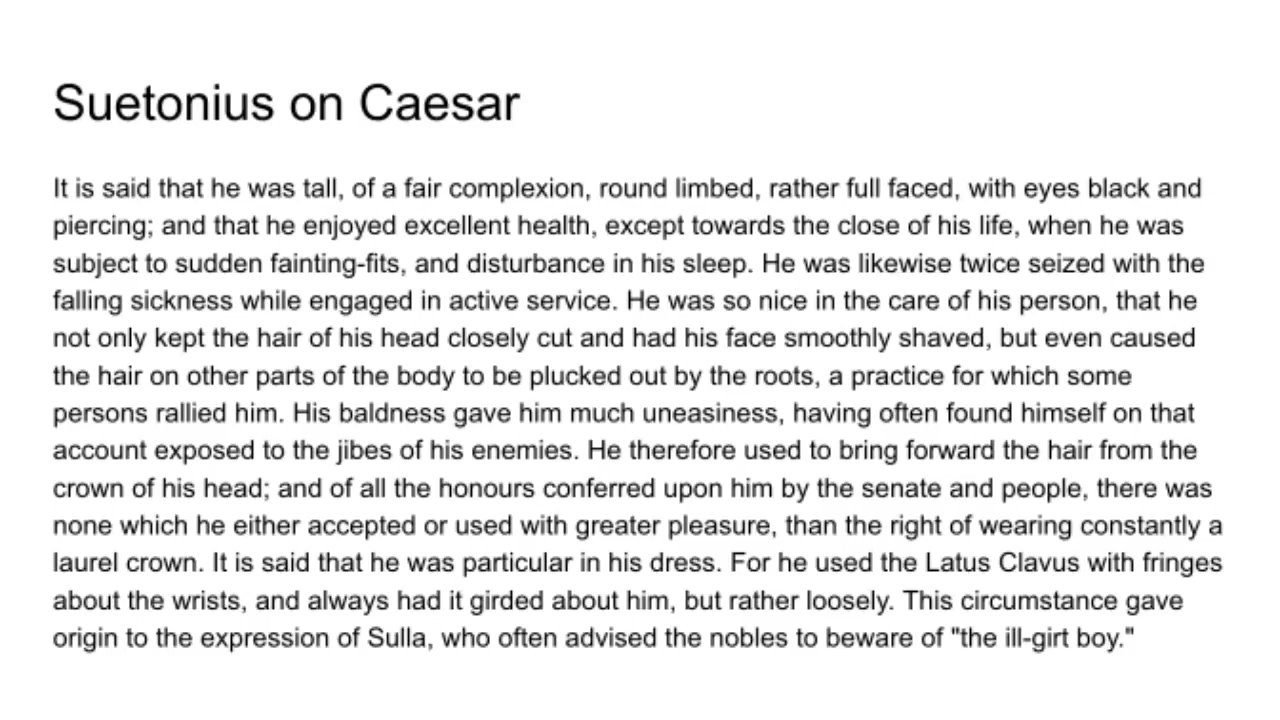 Suetonius on Caesar
It is said that he was tall, of a fair complexion, round limbed, rather full faced, with eyes black and
piercing; and that he enjoyed excellent health, except towards the close of his life, when he was
subject to sudden fainting-fits, and disturbance in his sleep. He was likewise twice seized with the
falling sickness while engaged in active service. He was so nice in the care of his person, that he
not only kept the hair of his head closely cut and had his face smoothly shaved, but even caused
the hair on other parts of the body to be plucked out by the roots, a practice for which some
persons rallied him. His baldness gave him much uneasiness, having often found himself on that
account exposed to the jibes of his enemies. He therefore used to bring forward the hair from the
crown of his head; and of all the honours conferred upon him by the senate and people, there was
none which he either accepted or used with greater pleasure, than the right of wearing constantly a
laurel crown. It is said that he was particular in his dress. For he used the Latus Clavus with fringes
about the wrists, and always had it girded about him, but rather loosely. This circumstance gave
origin to the expression of Sulla, who often advised the nobles to beware of "the ill-girt boy."